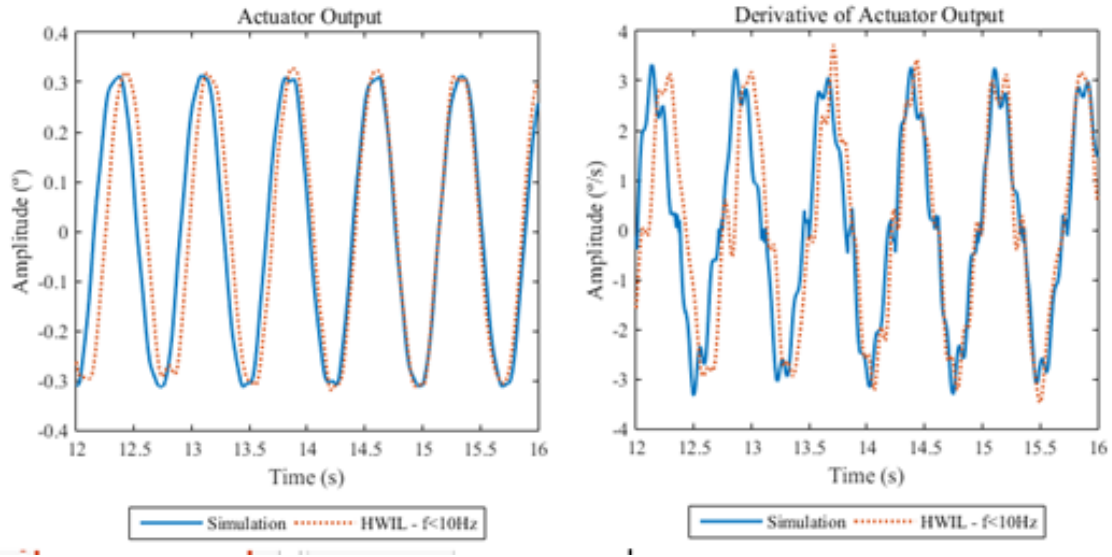 Actuator Output
0.4
0.3
0.2
0.1
0
-0.1
-0.2
-0.3
-0.4
Amplitude (°)
12 12.5 13 13.5 14 14.5 15 15.5 16
Time (s)
Simulation HWIL - f<10Hz
Derivative of Actuator Output
4
3
2
1
0
-1
-2
-3
-4
Amplitude (°/s)
12 12.5 13 13.5 14 14.5 15 15.5 16
Time (s)
Simulation HWIL - f<10Hz